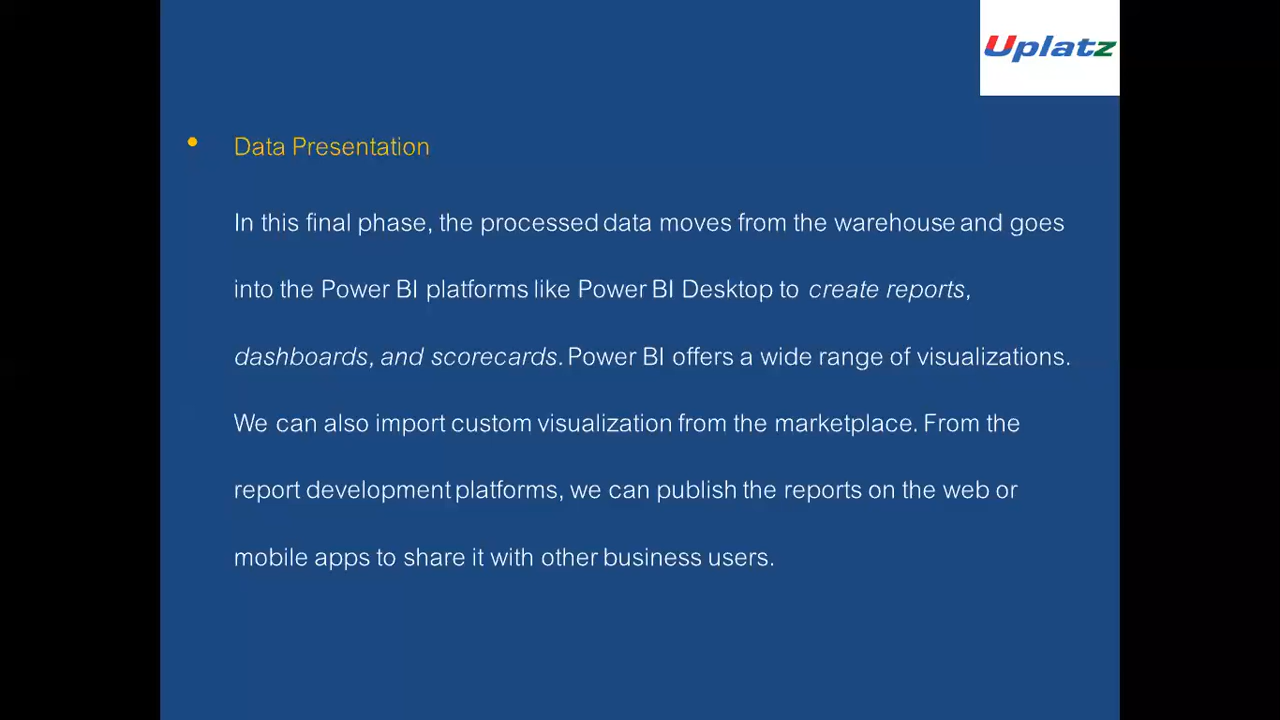 Uplatz
• Data Presentation
In this final phase, the processed data moves from the warehouse and goes
into the Power BI platforms like Power BI Desktop to create reports,
dashboards, and scorecards. Power BI offers a wide range of visualizations.
We can also import custom visualization from the marketplace. From the
report development platforms, we can publish the reports on the web or
mobile apps to share it with other business users.